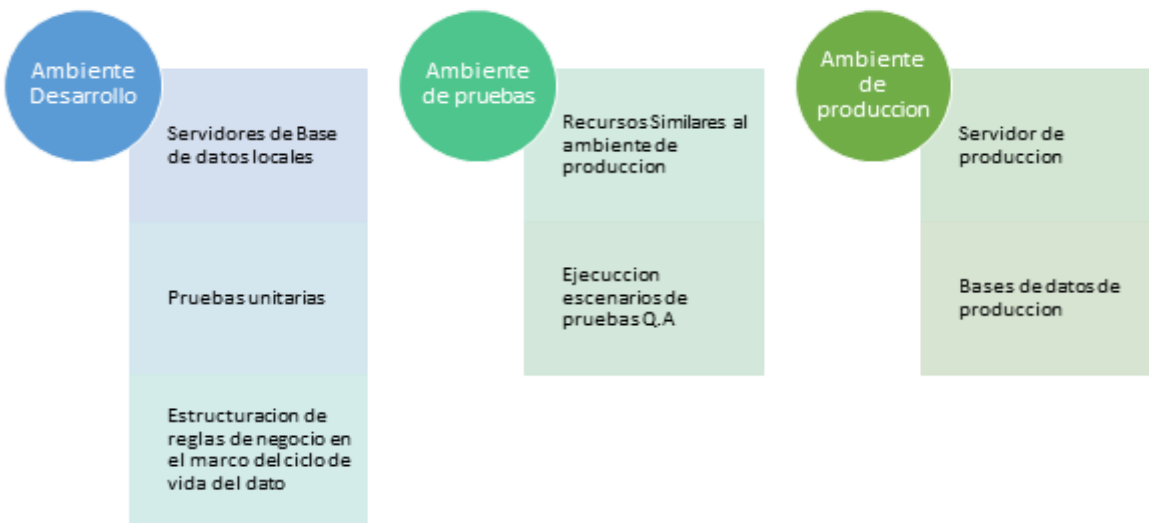 Ambiente
Desarrollo
Servidores de Base
de datos locales
Pruebas unitarias
Estructuracion de
reglas de negocio en
el marco del ciclo de
vida del dato
Ambiente
de pruebas
Recursos Similares al
ambiente de
produccion
Ejecuccion
escenarios de
pruebas Q.A
Ambiente
de
produccion
Servidor de
produccion
Bases de datos de
produccion